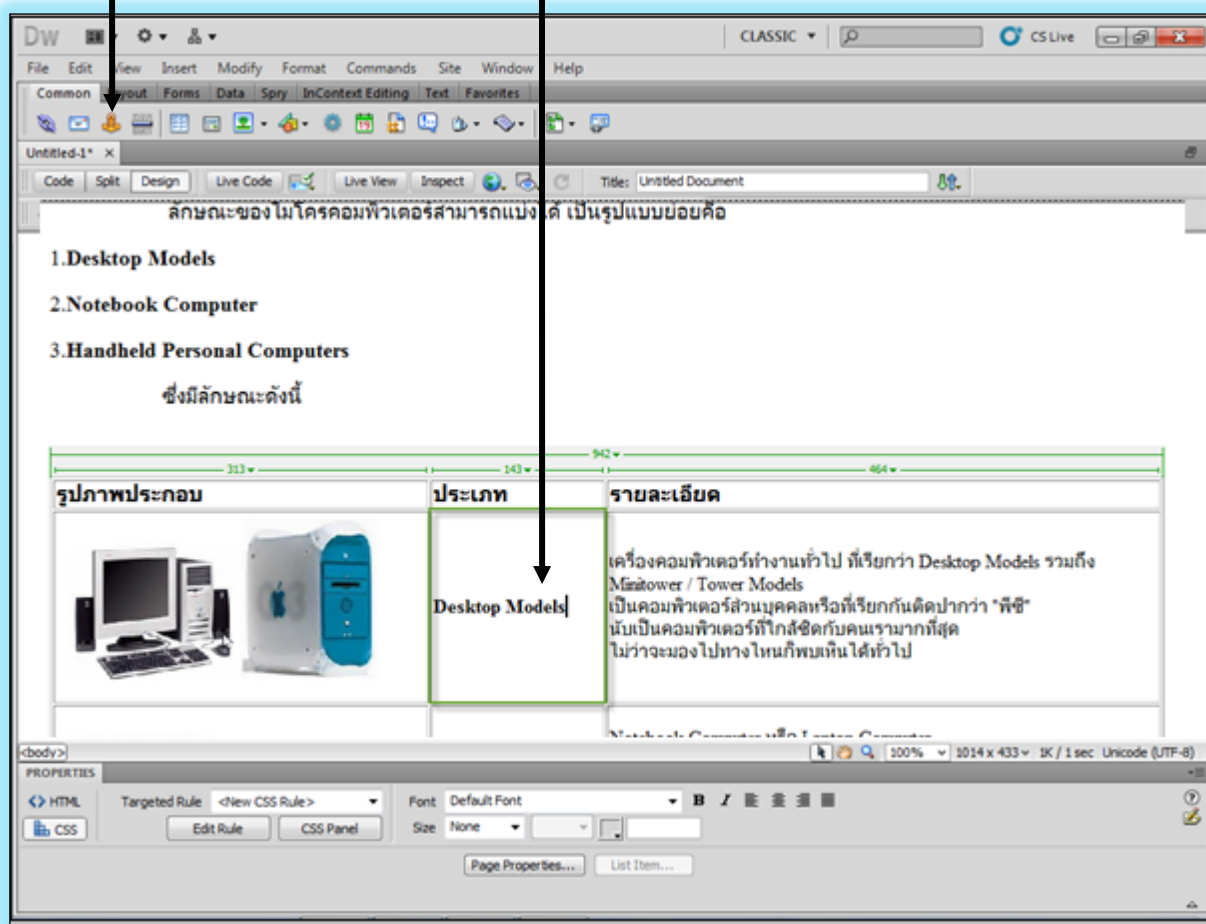 Dw CLASSIC CS Live
File Edit View Insert Modify Format Commands Site Window Help
Common Layout Forms Data Spry InContext Editing Text Favorites
Untitled-1* ×
Code Split Design Live Code Live View Inspect Title: Untitled Document
ลักษณะของไมโครคอมพิวเตอร์สามารถแบ่งได้ เป็นรูปแบบย่อยคือ
1.Desktop Models
2.Notebook Computer
3.Handheld Personal Computers
ซึ่งมีลักษณะดังนี้
942
313 143 464
รูปภาพประกอบ ประเภท รายละเอียด
Desktop Models
เครื่องคอมพิวเตอร์ทำงานทั่วไป ที่เรียกว่า Desktop Models รวมถึง
Minitower / Tower Models
เป็นคอมพิวเตอร์ส่วนบุคคลหรือที่เรียกกันติดปากว่า "พีซี"
นับเป็นคอมพิวเตอร์ที่ใกล้ชิดกับคนเรามากที่สุด
ไม่ว่าจะมองไปทางไหนก็พบเห็นได้ทั่วไป
Notebook Computer หรือ Laptop Computer
<body> 100% 1014 x 433 1K / 1 sec Unicode (UTF-8)
PROPERTIES
<> HTML Targeted Rule <New CSS Rule> Font Default Font B I
CSS Edit Rule CSS Panel Size None
Page Properties... List Item...